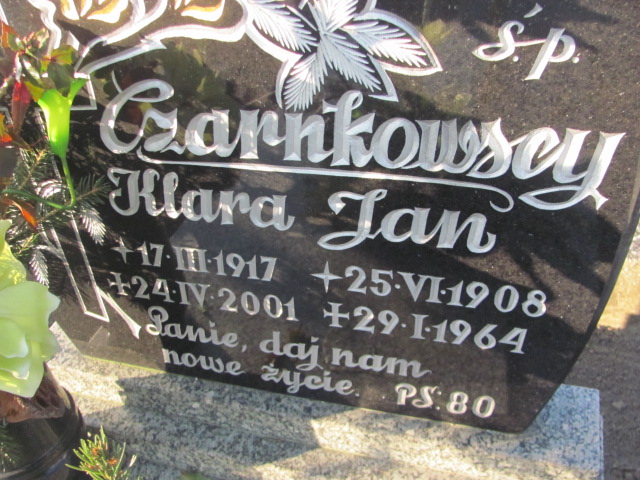 Ś.p.
Czarnkowscy
Klara Jan
17·III·1917 25·VI·1908
24·IV·2001 29·I·1964
Panie, daj nam
nowe życie. PS:80